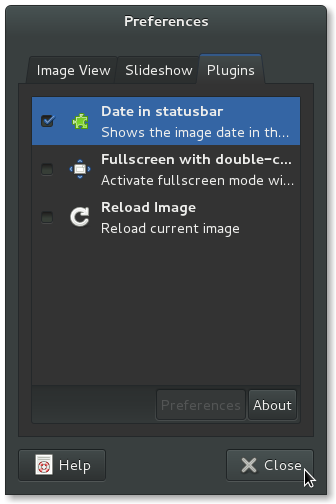 Preferences
Image View Slideshow Plugins
Date in statusbar
Shows the image date in th...
Fullscreen with double-c...
Activate fullscreen mode wi...
Reload Image
Reload current image
Preferences About
Help Close